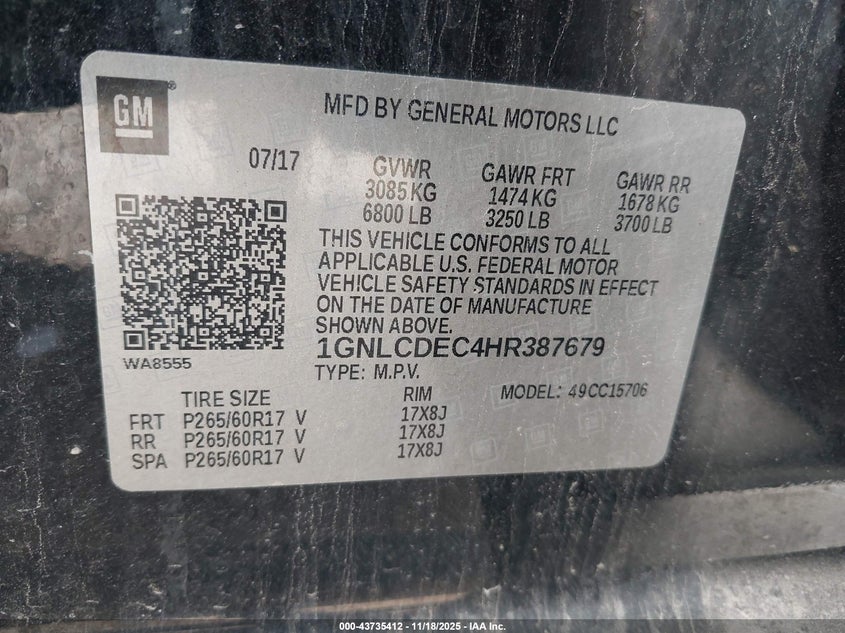 GM
®
MFD BY GENERAL MOTORS LLC
07/17
GVWR GAWR FRT GAWR RR
3085 KG 1474 KG 1678 KG
6800 LB 3250 LB 3700 LB
THIS VEHICLE CONFORMS TO ALL
APPLICABLE U.S. FEDERAL MOTOR
VEHICLE SAFETY STANDARDS IN EFFECT
ON THE DATE OF MANUFACTURE
SHOWN ABOVE.
1GNLCDEC4HR387679
WA8555
TYPE: M.P.V. MODEL: 49CC15706
TIRE SIZE RIM
FRT P265/60R17 V 17X8J
RR P265/60R17 V 17X8J
SPA P265/60R17 V 17X8J
000-43735412 - 11/18/2025 - IAA Inc.